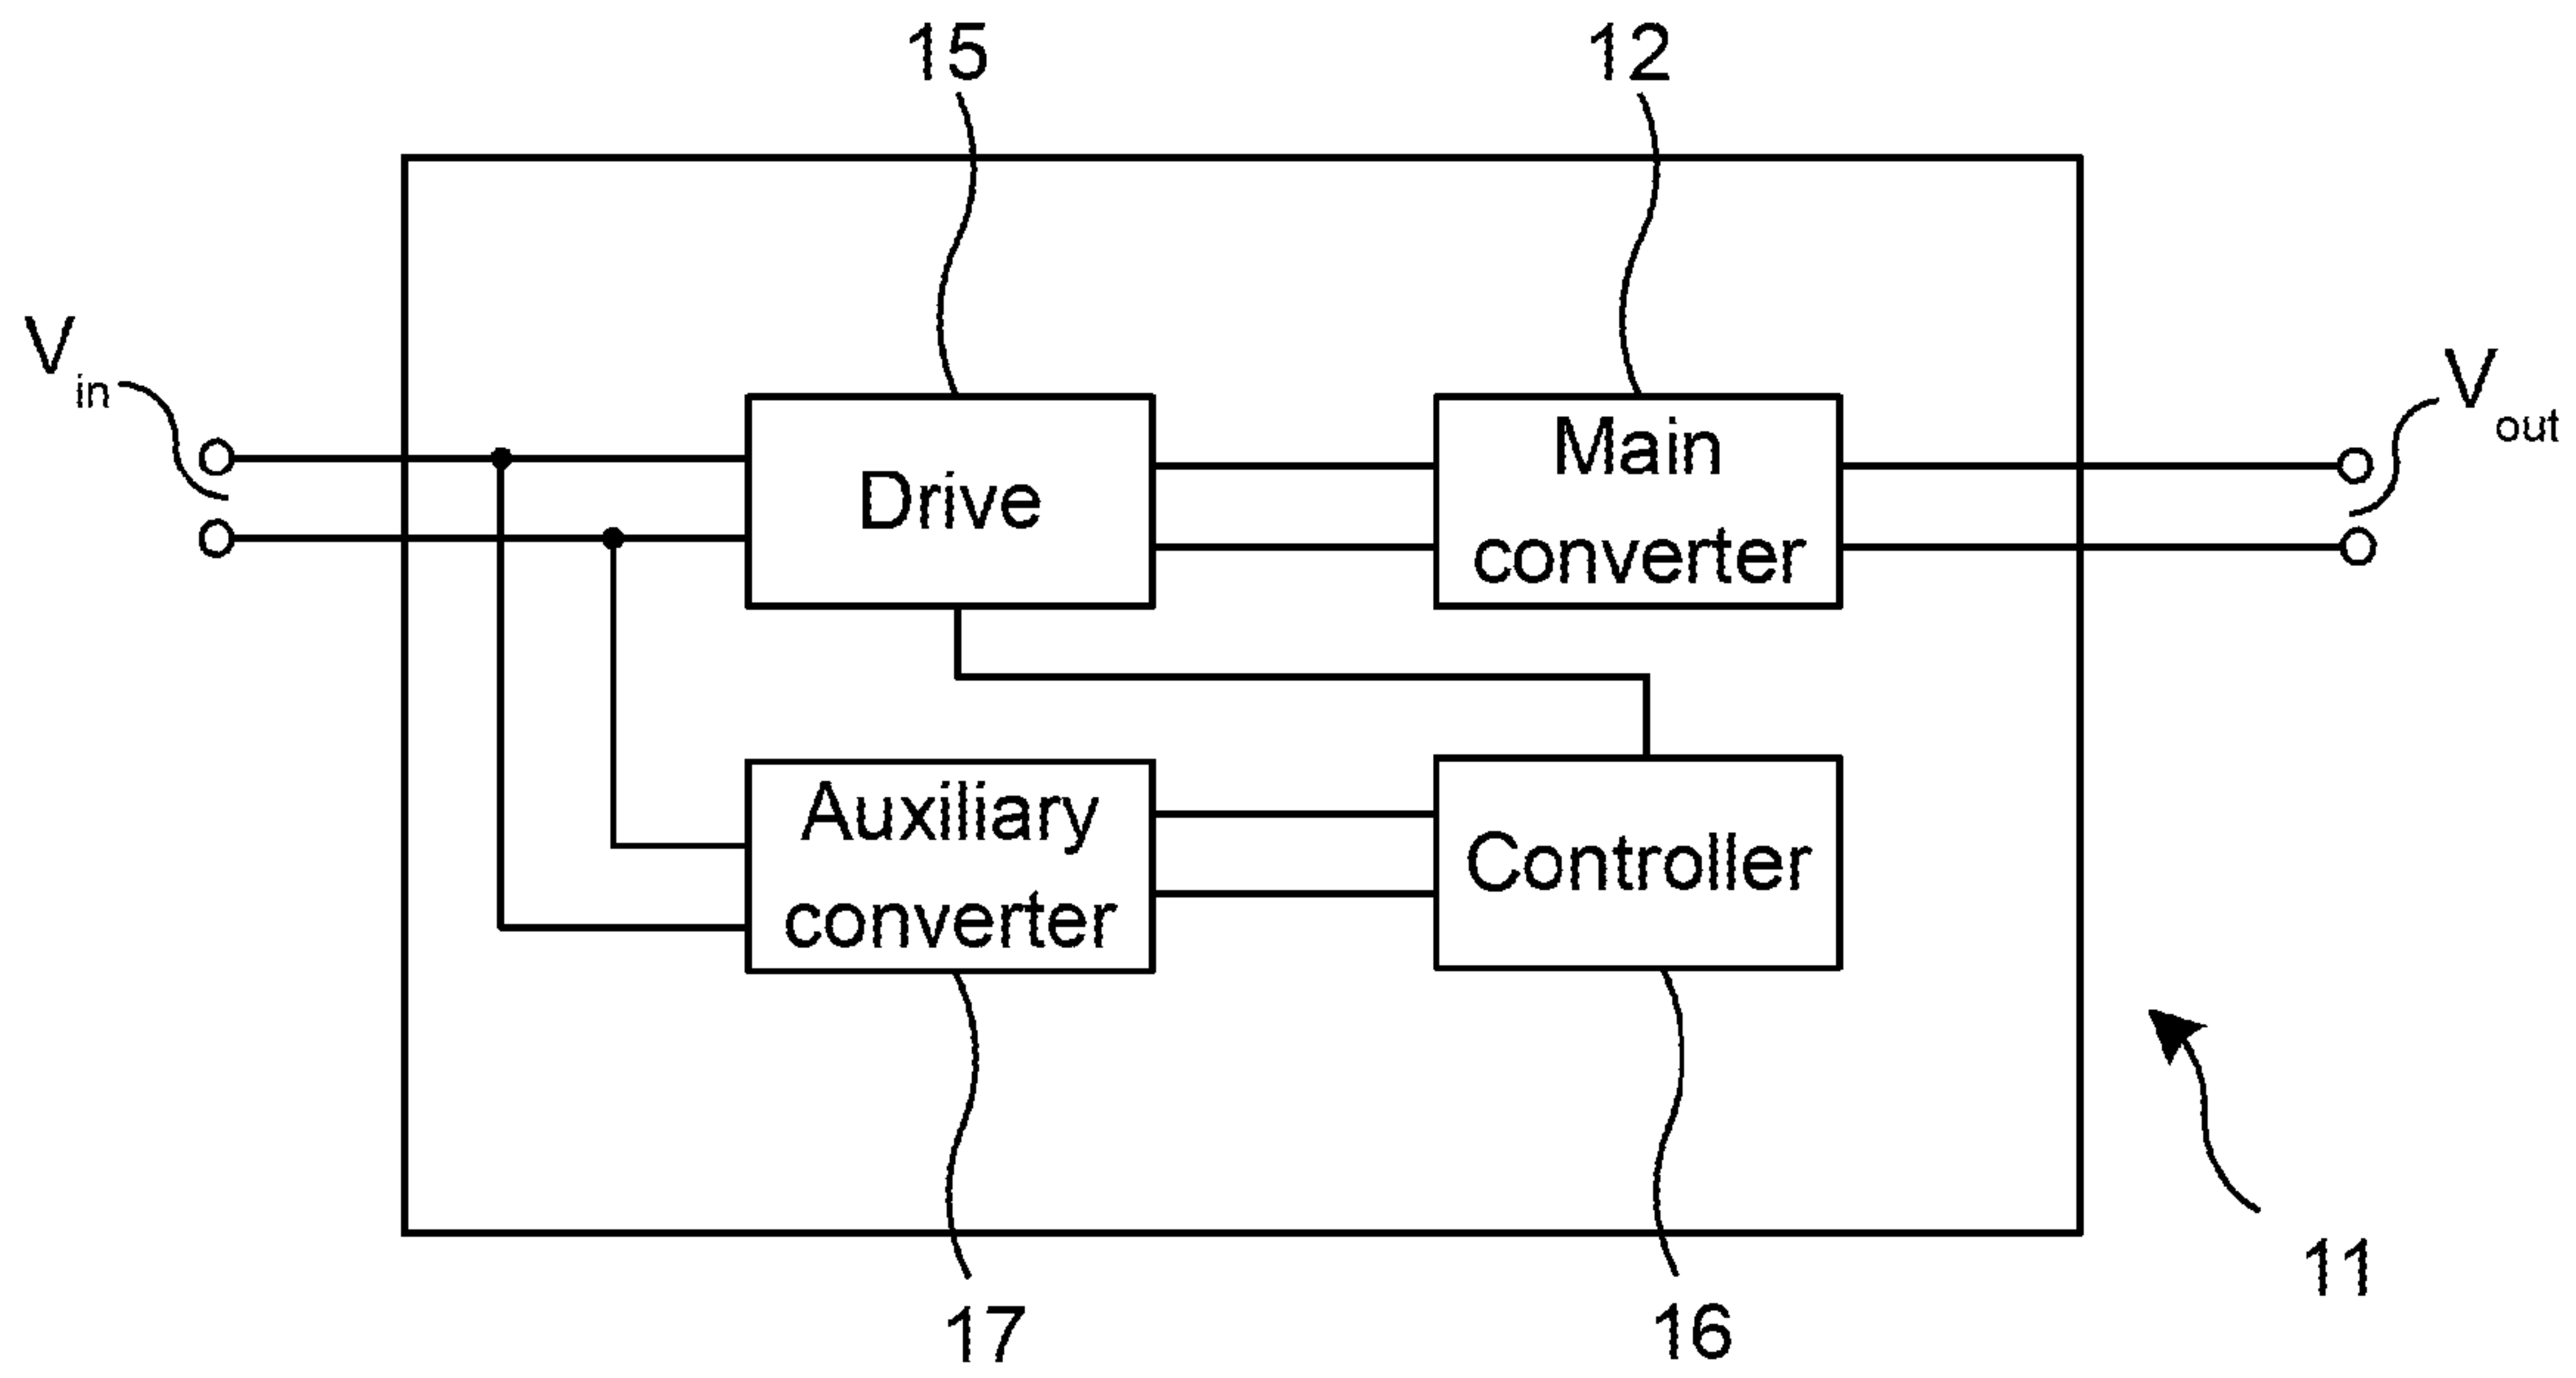 15
12
V in
V out
Drive
Main
converter
Auxiliary
converter
Controller
11
17
16